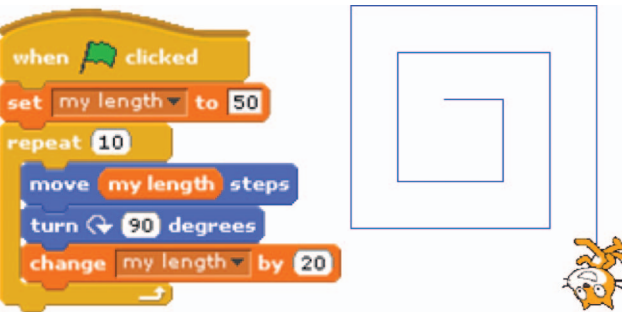 when clicked
set my length to 50
repeat 10
move my length steps
turn 90 degrees
change my length by 20